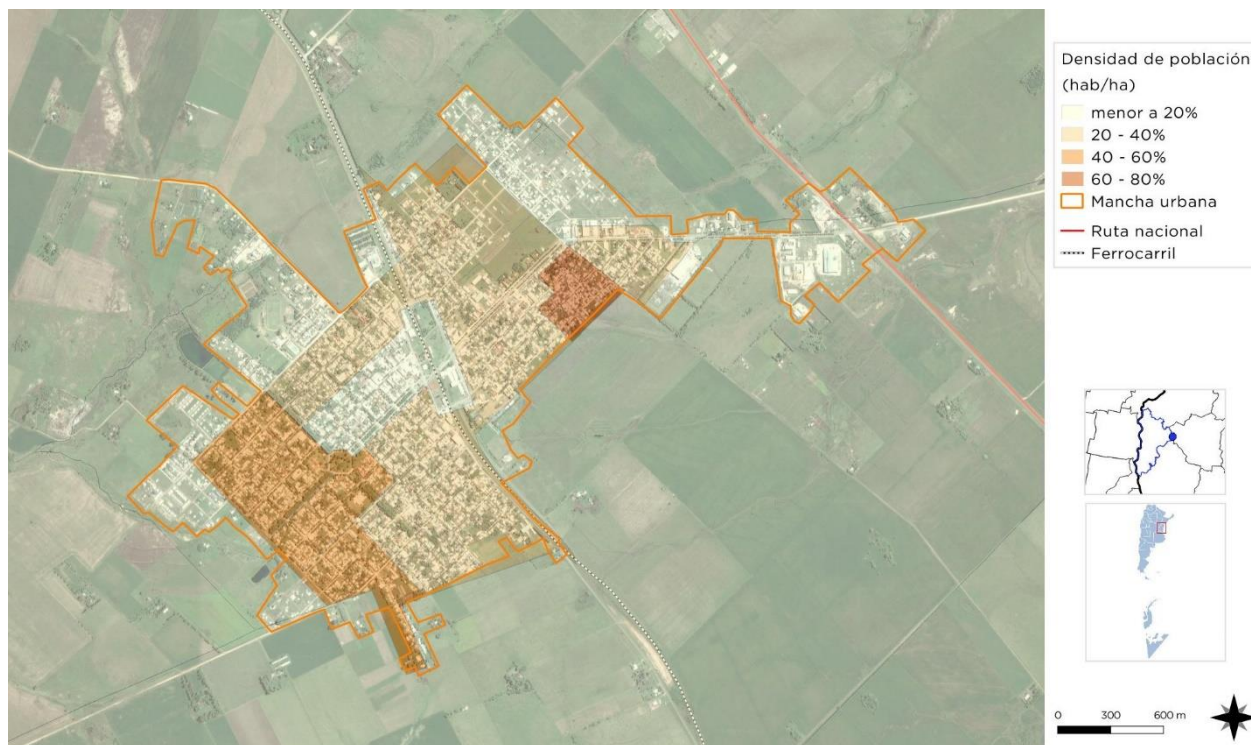 Densidad de población
(hab/ha)
menor a 20%
20 - 40%
40 - 60%
60 - 80%
Mancha urbana
Ruta nacional
Ferrocarril
0 300 600 m